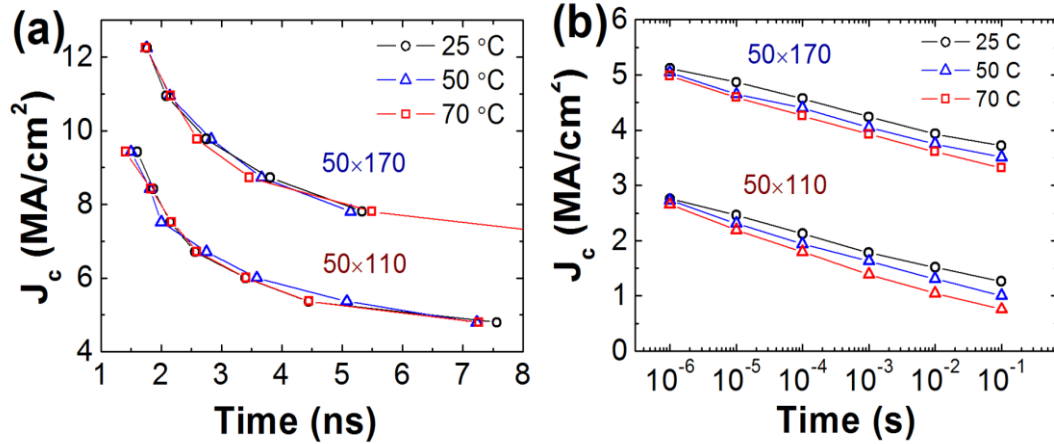 (a)
25 °C
50 °C
70 °C
50×170
50×110
J_c (MA/cm²)
12
10
8
6
4
1 2 3 4 5 6 7 8
Time (ns)
(b)
25 C
50 C
70 C
50×170
50×110
J_c (MA/cm²)
6
5
4
3
2
1
0
10⁻⁶ 10⁻⁵ 10⁻⁴ 10⁻³ 10⁻² 10⁻¹
Time (s)